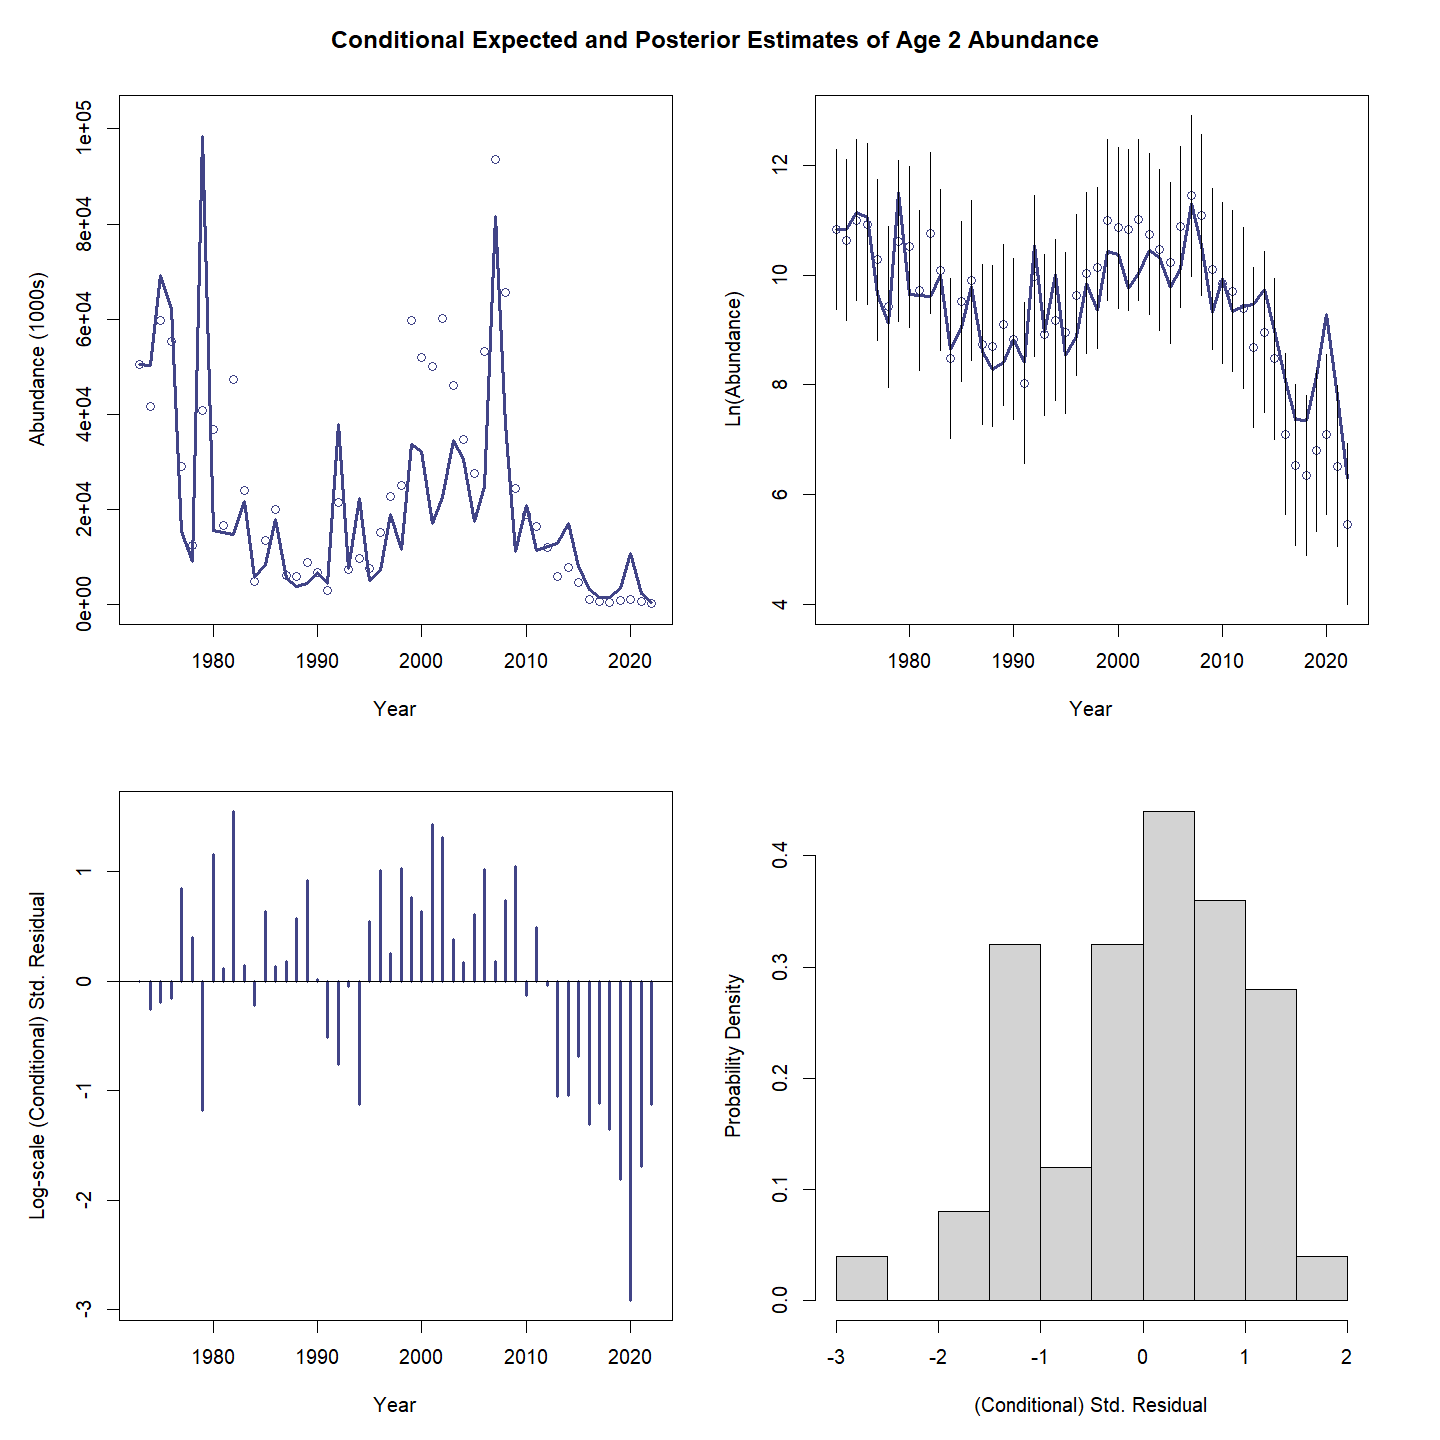 Conditional Expected and Posterior Estimates of Age 2 Abundance
Abundance (1000s)
1e+05
8e+04
6e+04
4e+04
2e+04
0e+00
1980 1990 2000 2010 2020
Year
Ln(Abundance)
12
10
8
6
4
1980 1990 2000 2010 2020
Year
Log-scale (Conditional) Std. Residual
1
0
-1
-2
-3
1980 1990 2000 2010 2020
Year
Probability Density
0.4
0.3
0.2
0.1
0.0
-3 -2 -1 0 1 2
(Conditional) Std. Residual